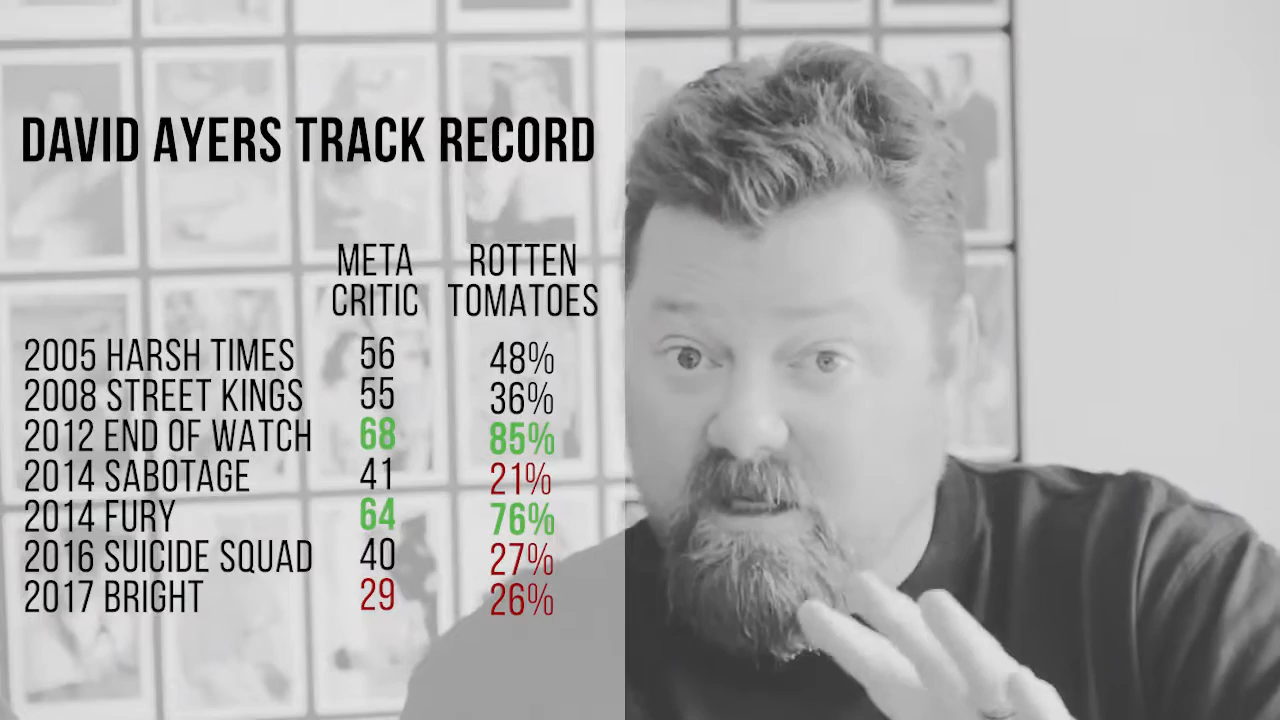 DAVID AYERS TRACK RECORD
META CRITIC ROTTEN TOMATOES
2005 HARSH TIMES 56 48%
2008 STREET KINGS 55 36%
2012 END OF WATCH 68 85%
2014 SABOTAGE 41 21%
2014 FURY 64 76%
2016 SUICIDE SQUAD 40 27%
2017 BRIGHT 29 26%